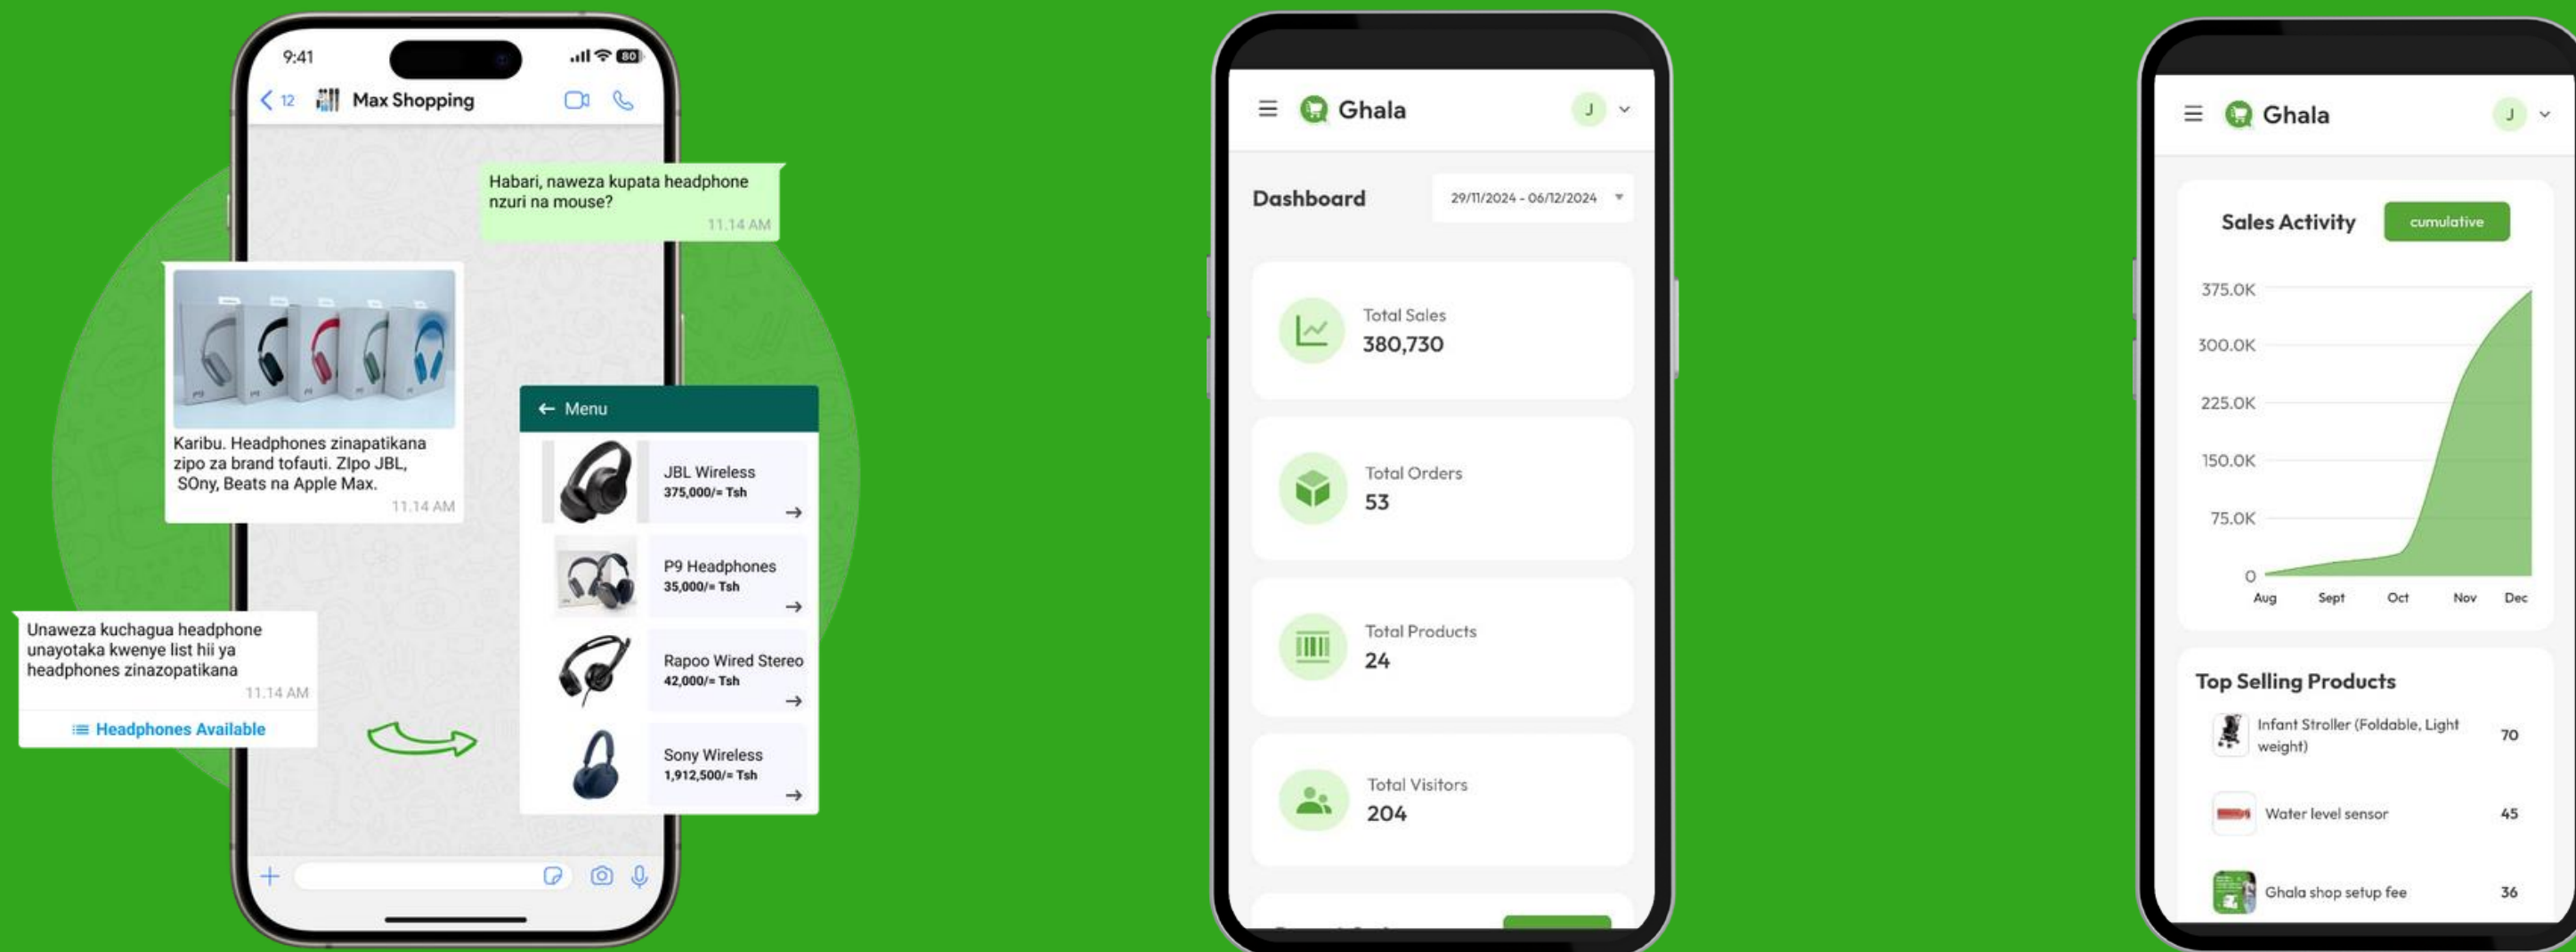 9:41
80
12
Max Shopping
Habari, naweza kupata headphone
nzuri na mouse?
11.14 AM
P9
Karibu. Headphones zinapatikana
zipo za brand tofauti. ZIpo JBL,
SOny, Beats na Apple Max.
11.14 AM
Menu
JBL Wireless
375,000/= Tsh
P9 Headphones
35,000/= Tsh
Rapoo Wired Stereo
42,000/= Tsh
Sony Wireless
1,912,500/= Tsh
Unaweza kuchagua headphone
unayotaka kwenye list hii ya
headphones zinazopatikana
11.14 AM
Headphones Available
Ghala
J
Dashboard
29/11/2024 - 06/12/2024
Total Sales
380,730
Total Orders
53
Total Products
24
Total Visitors
204
Ghala
J
Sales Activity
cumulative
375.0K
300.0K
225.0K
150.0K
75.0K
0
Aug Sept Oct Nov Dec
Top Selling Products
Infant Stroller (Foldable, Light
weight)
70
Water level sensor
45
Ghala shop setup fee
36